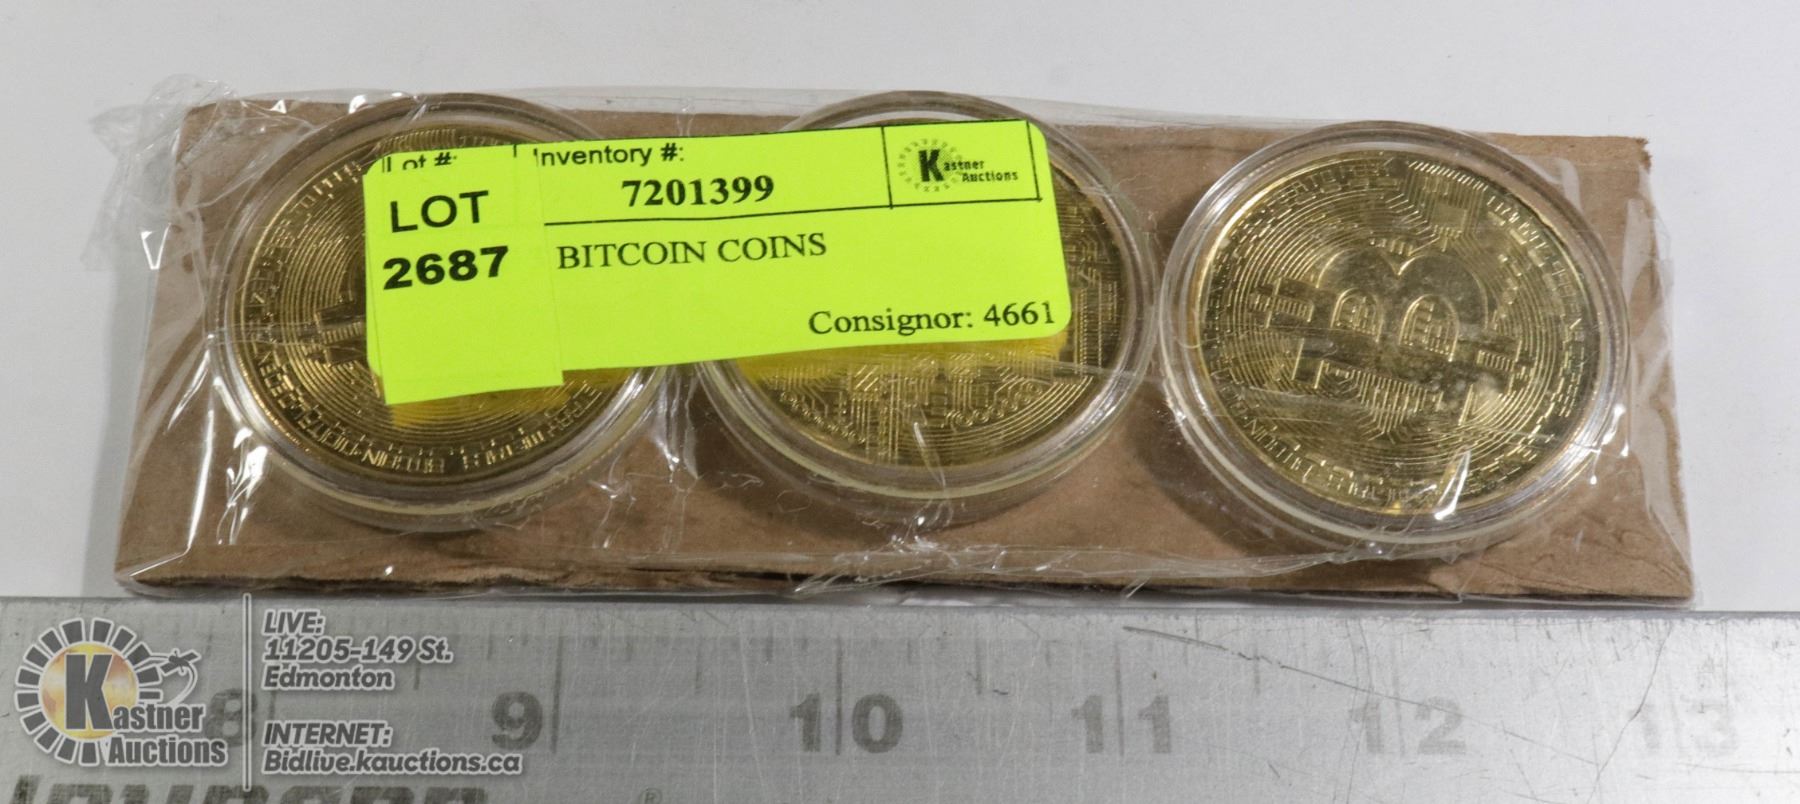 Lot #:
Inventory #:
7201399
Kastner
Auctions
LOT
2687
BITCOIN COINS
Consignor: 4661
LIVE:
11205-149 St.
Edmonton
INTERNET:
Bidlive.kauctions.ca
Kastner
Auctions
8 9 10 11 12 13
®